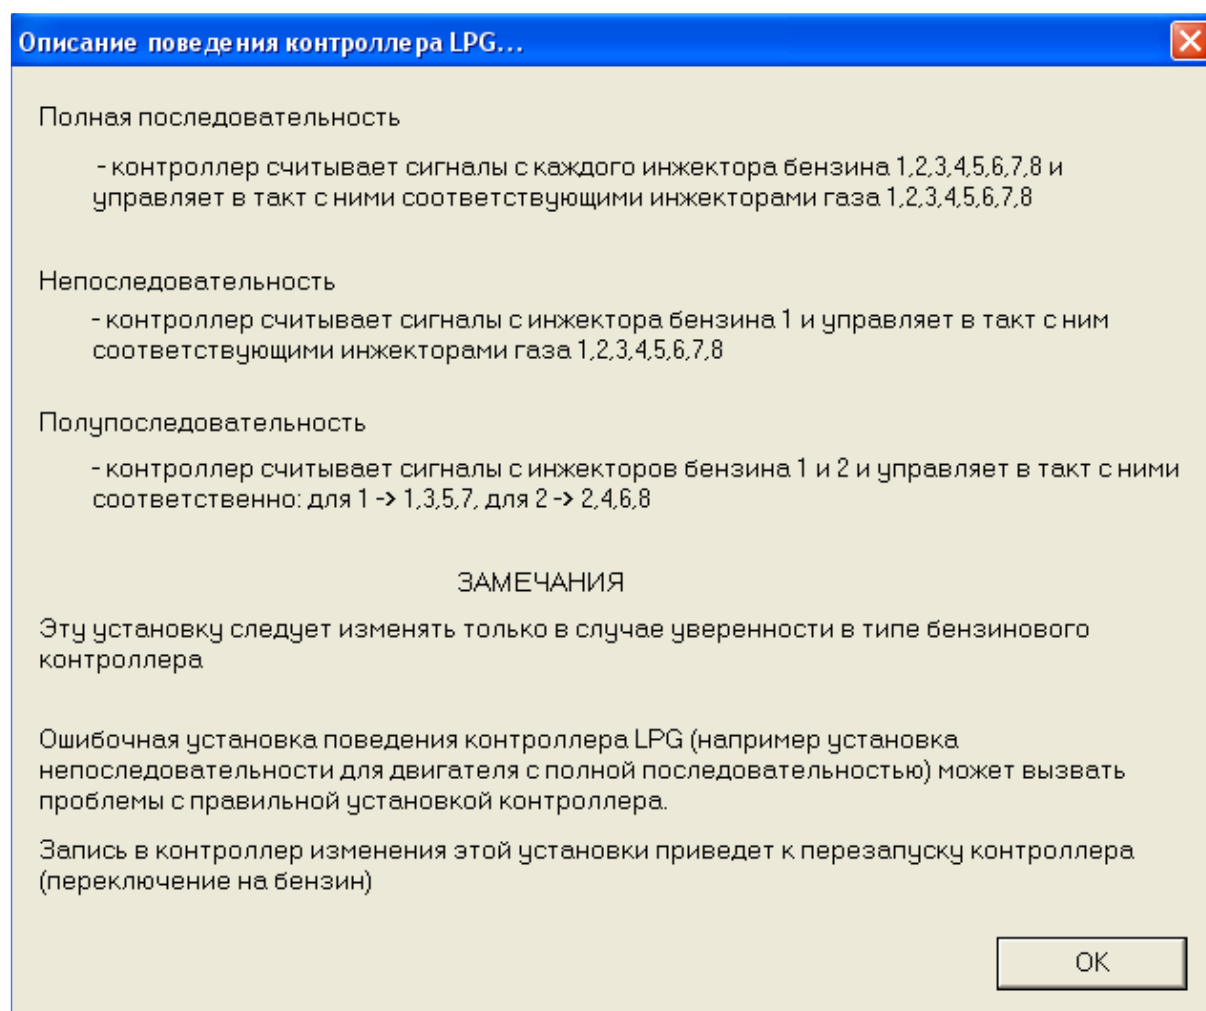 Описание поведения контроллера LPG...
Полная последовательность
- контроллер считывает сигналы с каждого инжектора бензина 1,2,3,4,5,6,7,8 и
управляет в такт с ними соответствующими инжекторами газа 1,2,3,4,5,6,7,8
Непоследовательность
- контроллер считывает сигналы с инжектора бензина 1 и управляет в такт с ним
соответствующими инжекторами газа 1,2,3,4,5,6,7,8
Полупоследовательность
- контроллер считывает сигналы с инжекторов бензина 1 и 2 и управляет в такт с ними
соответственно: для 1 -> 1,3,5,7, для 2 -> 2,4,6,8
ЗАМЕЧАНИЯ
Эту установку следует изменять только в случае уверенности в типе бензинового
контроллера
Ошибочная установка поведения контроллера LPG (например установка
непоследовательности для двигателя с полной последовательностью) может вызвать
проблемы с правильной установкой контроллера.
Запись в контроллер изменения этой установки приведет к перезапуску контроллера
(переключение на бензин)
OK